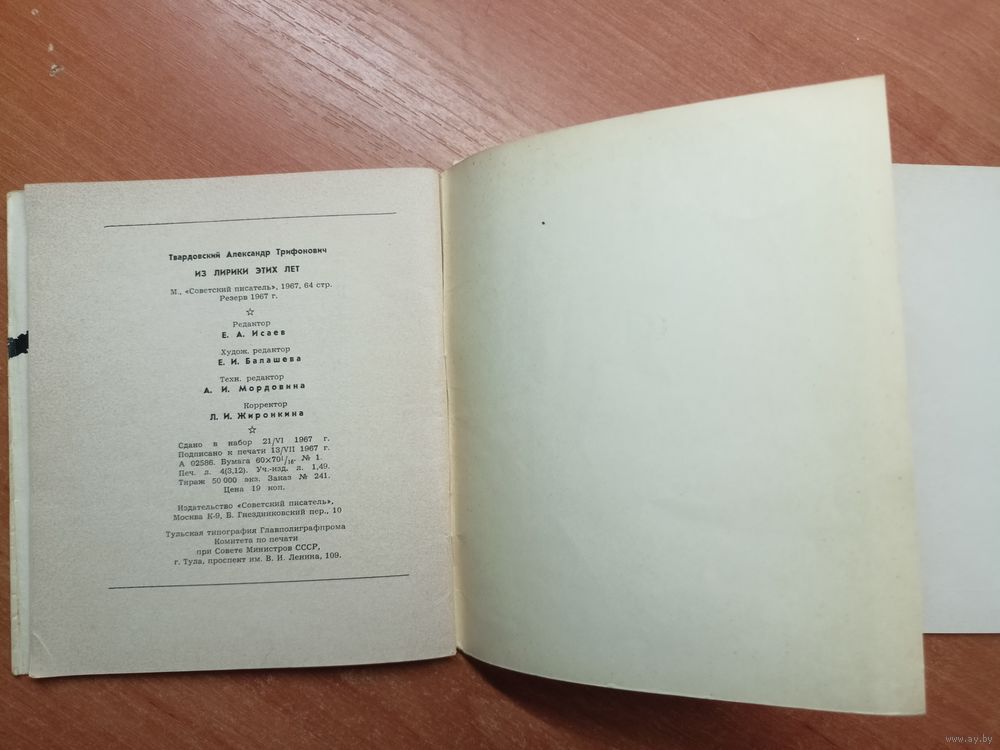 Твардовский Александр Трифонович
ИЗ ЛИРИКИ ЭТИХ ЛЕТ
М., «Советский писатель», 1967, 64 стр.
Резерв 1967 г.
☆
Редактор
Е. А. Исаев
Худож. редактор
Е. И. Балашева
Техн. редактор
А. И. Мордовина
Корректор
Л. И. Жиронкина
☆
Сдано в набор 21/VI 1967 г.
Подписано к печати 13/VII 1967 г.
А 02586. Бумага 60×70¹/₁₆. № 1.
Печ. л. 4(3,12). Уч.-изд. л. 1,49.
Тираж 50 000 экз. Заказ № 241.
Цена 19 коп.
Издательство «Советский писатель»,
Москва К-9, Б. Гнездниковский пер., 10
Тульская типография Главполиграфпрома
Комитета по печати
при Совете Министров СССР,
г. Тула, проспект им. В. И. Ленина, 109.
www.ay.by